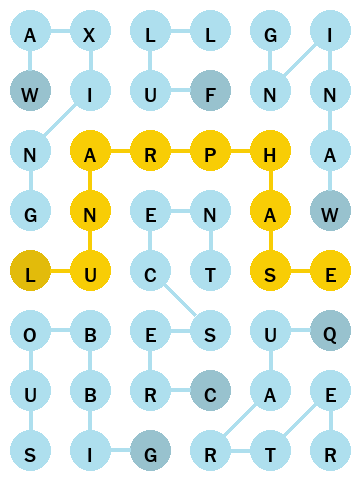 A X L L G I
W I U F N N
N A R P H A
G N E N A W
L U C T S E
O B E S U Q
U B R C A E
S I G R T R